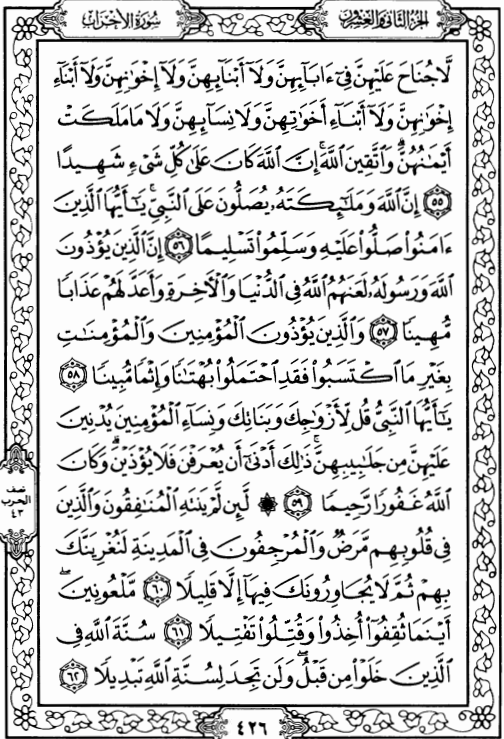 الجزء الثاني والعشرون
سورة الأحزاب
لَّا جُنَاحَ عَلَيْهِنَّ فِىٓ ءَابَآئِهِنَّ وَلَآ أَبْنَآئِهِنَّ وَلَآ إِخْوَٰنِهِنَّ وَلَآ أَبْنَآءِ
إِخْوَٰنِهِنَّ وَلَآ أَبْنَآءِ أَخَوَٰتِهِنَّ وَلَا نِسَآئِهِنَّ وَلَا مَا مَلَكَتْ
أَيْمَٰنُهُنَّۗ وَٱتَّقِينَ ٱللَّهَۚ إِنَّ ٱللَّهَ كَانَ عَلَىٰ كُلِّ شَىْءٍ شَهِيدًا
٥٥ إِنَّ ٱللَّهَ وَمَلَٰٓئِكَتَهُۥ يُصَلُّونَ عَلَى ٱلنَّبِىِّۚ يَٰٓأَيُّهَا ٱلَّذِينَ
ءَامَنُوا۟ صَلُّوا۟ عَلَيْهِ وَسَلِّمُوا۟ تَسْلِيمًا ٥٦ إِنَّ ٱلَّذِينَ يُؤْذُونَ
ٱللَّهَ وَرَسُولَهُۥ لَعَنَهُمُ ٱللَّهُ فِى ٱلدُّنْيَا وَٱلْءَاخِرَةِ وَأَعَدَّ لَهُمْ عَذَابًا
مُّهِينًا ٥٧ وَٱلَّذِينَ يُؤْذُونَ ٱلْمُؤْمِنِينَ وَٱلْمُؤْمِنَٰتِ
بِغَيْرِ مَا ٱكْتَسَبُوا۟ فَقَدِ ٱحْتَمَلُوا۟ بُهْتَٰنًا وَإِثْمًا مُّبِينًا ٥٨
يَٰٓأَيُّهَا ٱلنَّبِىُّ قُل لِّأَزْوَٰجِكَ وَبَنَاتِكَ وَنِسَآءِ ٱلْمُؤْمِنِينَ يُدْنِينَ
عَلَيْهِنَّ مِن جَلَٰبِيبِهِنَّۚ ذَٰلِكَ أَدْنَىٰٓ أَن يُعْرَفْنَ فَلَا يُؤْذَيْنَۗ وَكَانَ
ٱللَّهُ غَفُورًا رَّحِيمًا ٥٩ ۞ لَّئِن لَّمْ يَنتَهِ ٱلْمُنَٰفِقُونَ وَٱلَّذِينَ
فِى قُلُوبِهِم مَّرَضٌ وَٱلْمُرْجِفُونَ فِى ٱلْمَدِينَةِ لَنُغْرِيَنَّكَ
بِهِمْ ثُمَّ لَا يُجَاوِرُونَكَ فِيهَآ إِلَّا قَلِيلًا ٦٠ مَّلْعُونِينَۖ
أَيْنَمَا ثُقِفُوٓا۟ أُخِذُوا۟ وَقُتِّلُوا۟ تَقْتِيلًا ٦١ سُنَّةَ ٱللَّهِ فِى
ٱلَّذِينَ خَلَوْا۟ مِن قَبْلُۖ وَلَن تَجِدَ لِسُنَّةِ ٱللَّهِ تَبْدِيلًا ٦٢
نصف
الحزب
٤٣
٤٢٦